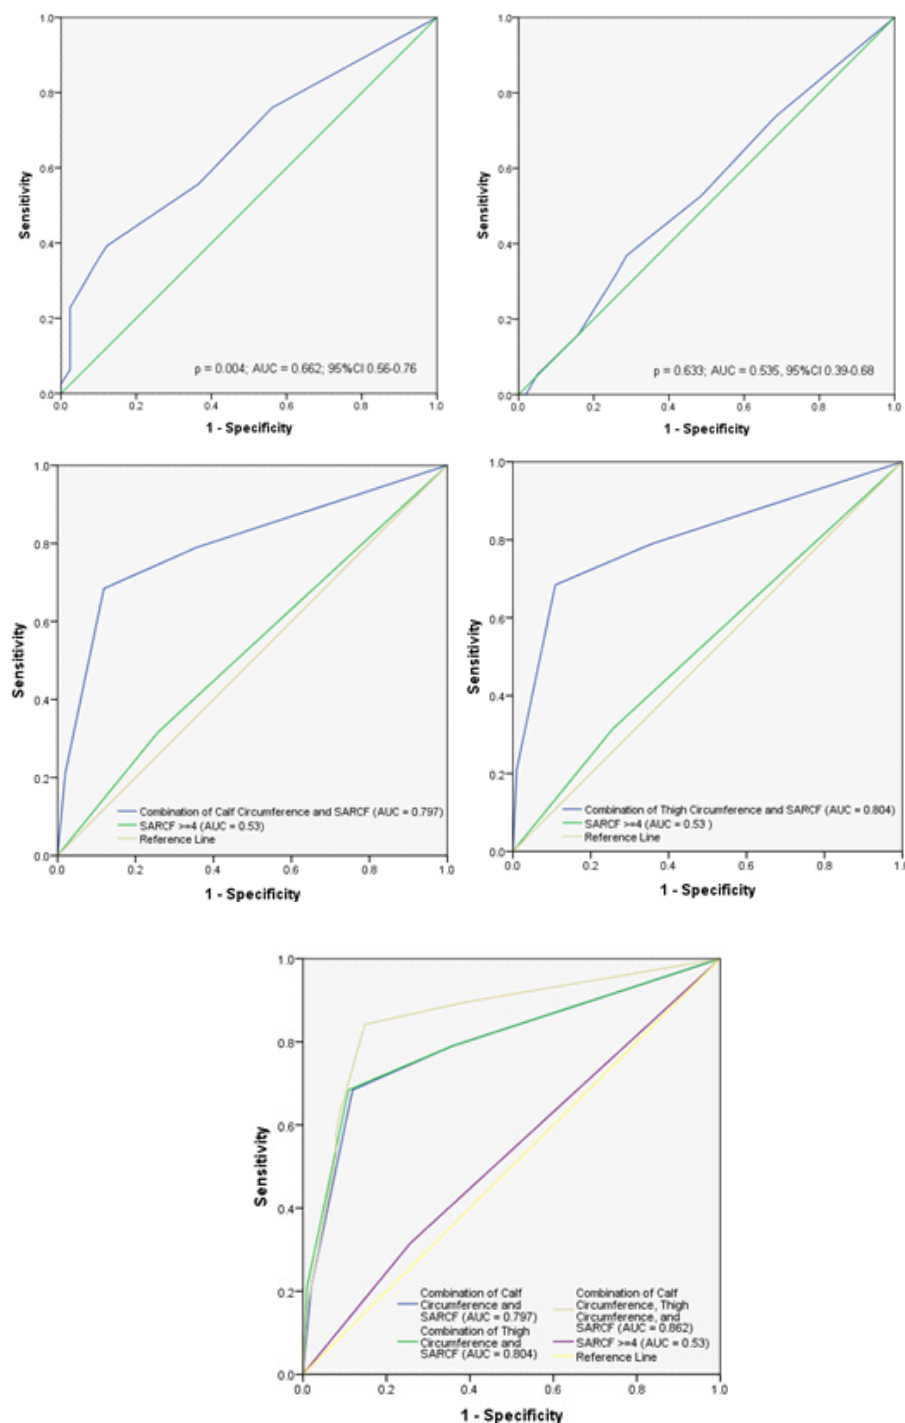 1.0
0.8
0.6
0.4
0.2
0.0
Sensitivity
p = 0.004; AUC = 0.662; 95%CI 0.56-0.76
0.0 0.2 0.4 0.6 0.8 1.0
1 - Specificity
1.0
0.8
0.6
0.4
0.2
0.0
Sensitivity
p = 0.633; AUC = 0.535, 95%CI 0.39-0.68
0.0 0.2 0.4 0.6 0.8 1.0
1 - Specificity
1.0
0.8
0.6
0.4
0.2
0.0
Sensitivity
Combination of Calf Circumference and SARCF (AUC = 0.797)
SARCF >=4 (AUC = 0.53)
Reference Line
0.0 0.2 0.4 0.6 0.8 1.0
1 - Specificity
1.0
0.8
0.6
0.4
0.2
0.0
Sensitivity
Combination of Thigh Circumference and SARCF (AUC = 0.804)
SARCF >=4 (AUC = 0.53 )
Reference Line
0.0 0.2 0.4 0.6 0.8 1.0
1 - Specificity
1.0
0.8
0.6
0.4
0.2
0.0
Sensitivity
Combination of Calf
Circumference and
SARCF (AUC = 0.797)
Combination of Thigh
Circumference and
SARCF (AUC = 0.804)
Combination of Calf
Circumference, Thigh
Circumference, and
SARCF (AUC = 0.862)
SARCF >=4 (AUC = 0.53)
Reference Line
0.0 0.2 0.4 0.6 0.8 1.0
1 - Specificity